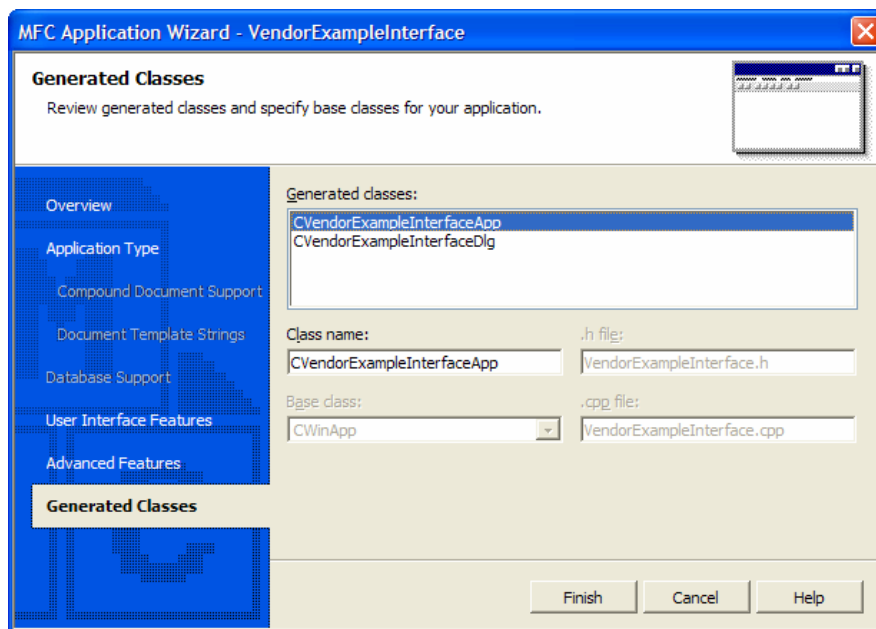 MFC Application Wizard - VendorExampleInterface
Generated Classes
Review generated classes and specify base classes for your application.
Overview
Application Type
Compound Document Support
Document Template Strings
Database Support
User Interface Features
Advanced Features
Generated Classes
Generated classes:
CVendorExampleInterfaceApp
CVendorExampleInterfaceDlg
Class name:
.h file:
CVendorExampleInterfaceApp
VendorExampleInterface.h
Base class:
.cpp file:
CWinApp
VendorExampleInterface.cpp
Finish
Cancel
Help